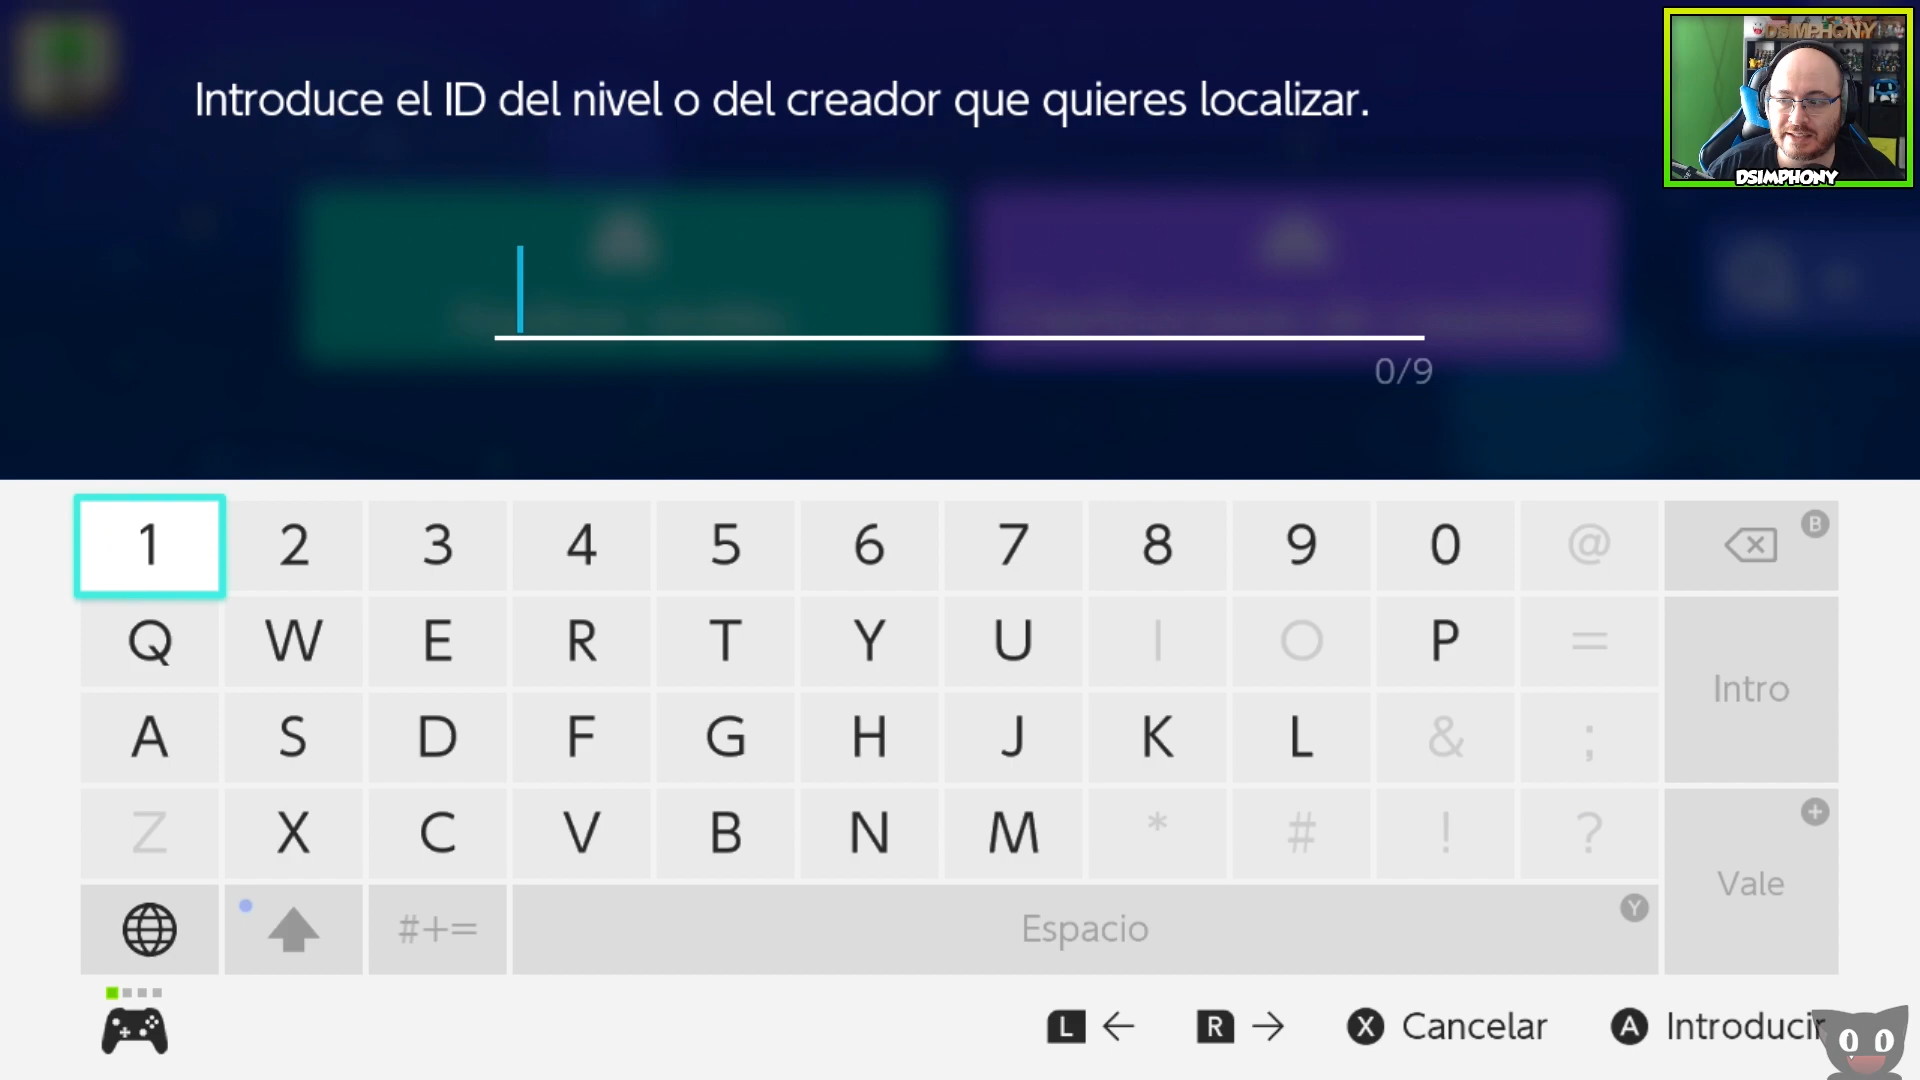 DSIMPHONY
Introduce el ID del nivel o del creador que quieres localizar.
DSIMPHONY
0/9
1 2 3 4 5 6 7 8 9 0 @ B
Q W E R T Y U I O P =
Intro
A S D F G H J K L & ;
Z X C V B N M * # ! ? +
Vale
#+= Espacio Y
L ← R → X Cancelar A Introducir